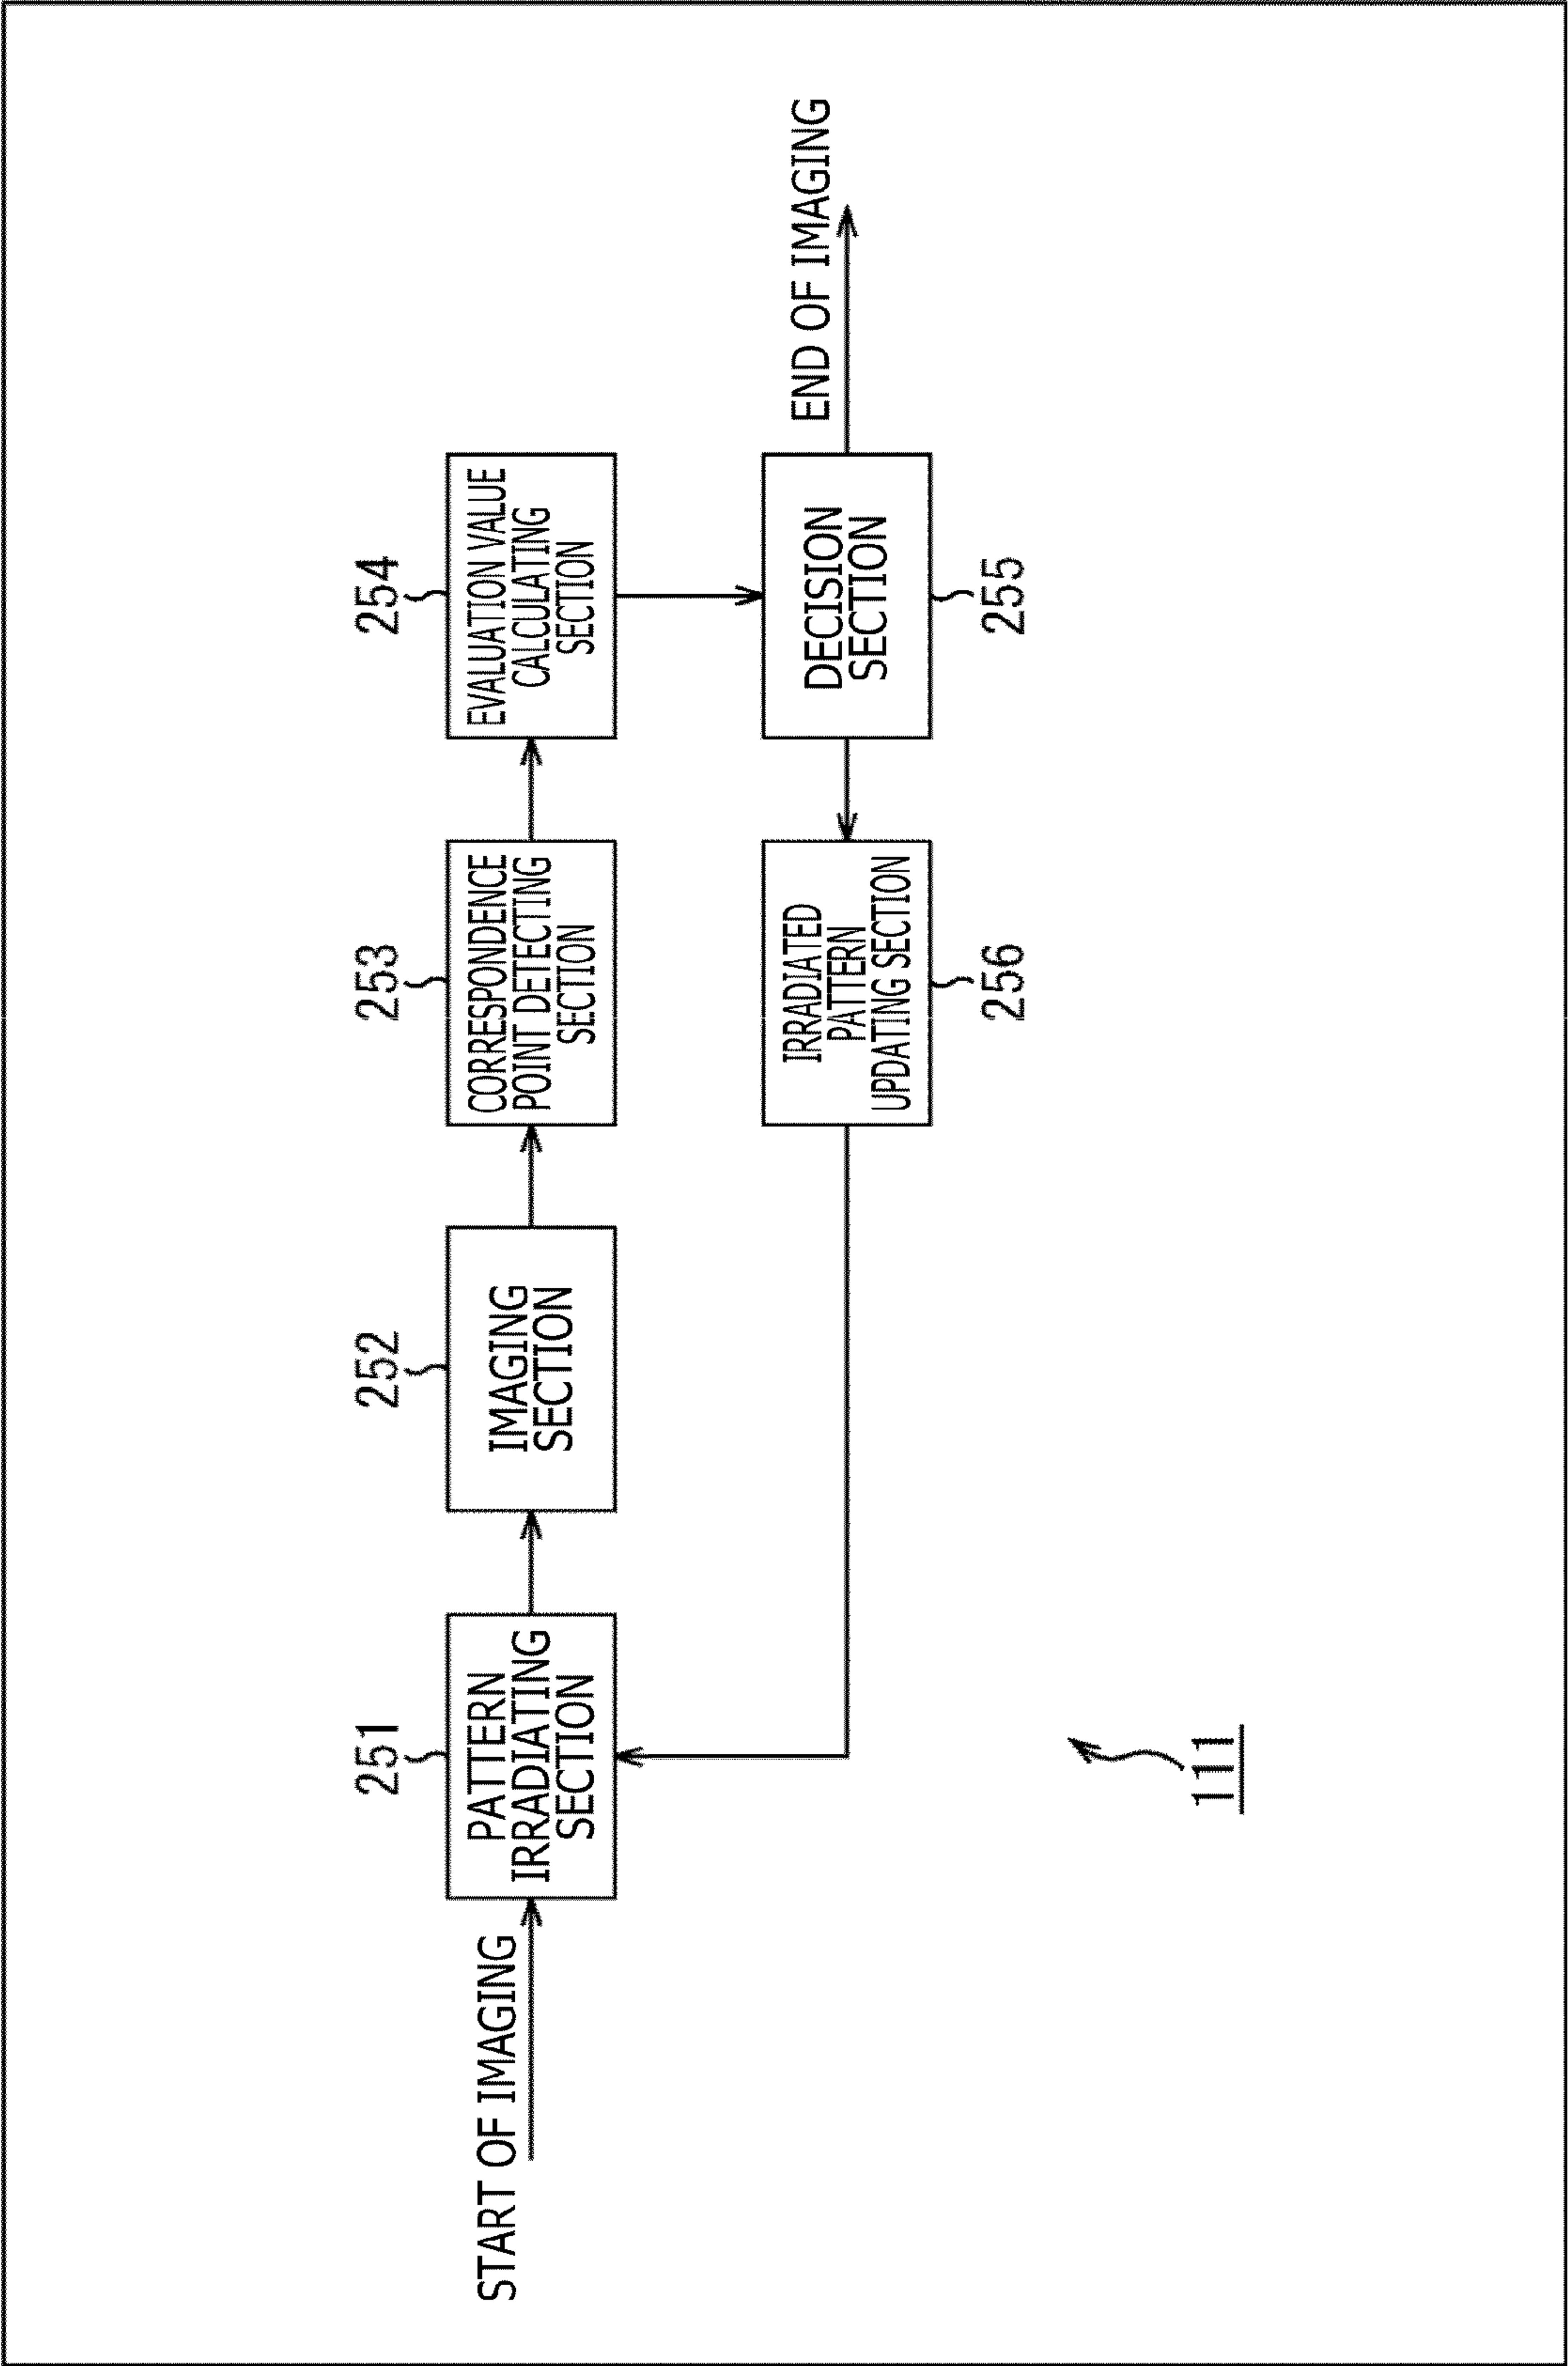 251
252
253
254
START OF IMAGING
PATTERN
IRRADIATING
SECTION
IMAGING
SECTION
CORRESPONDENCE
POINT DETECTING
SECTION
EVALUATION VALUE
CALCULATING
SECTION
IRRADIATED
PATTERN
UPDATING SECTION
DECISION
SECTION
END OF IMAGING
256
255
111